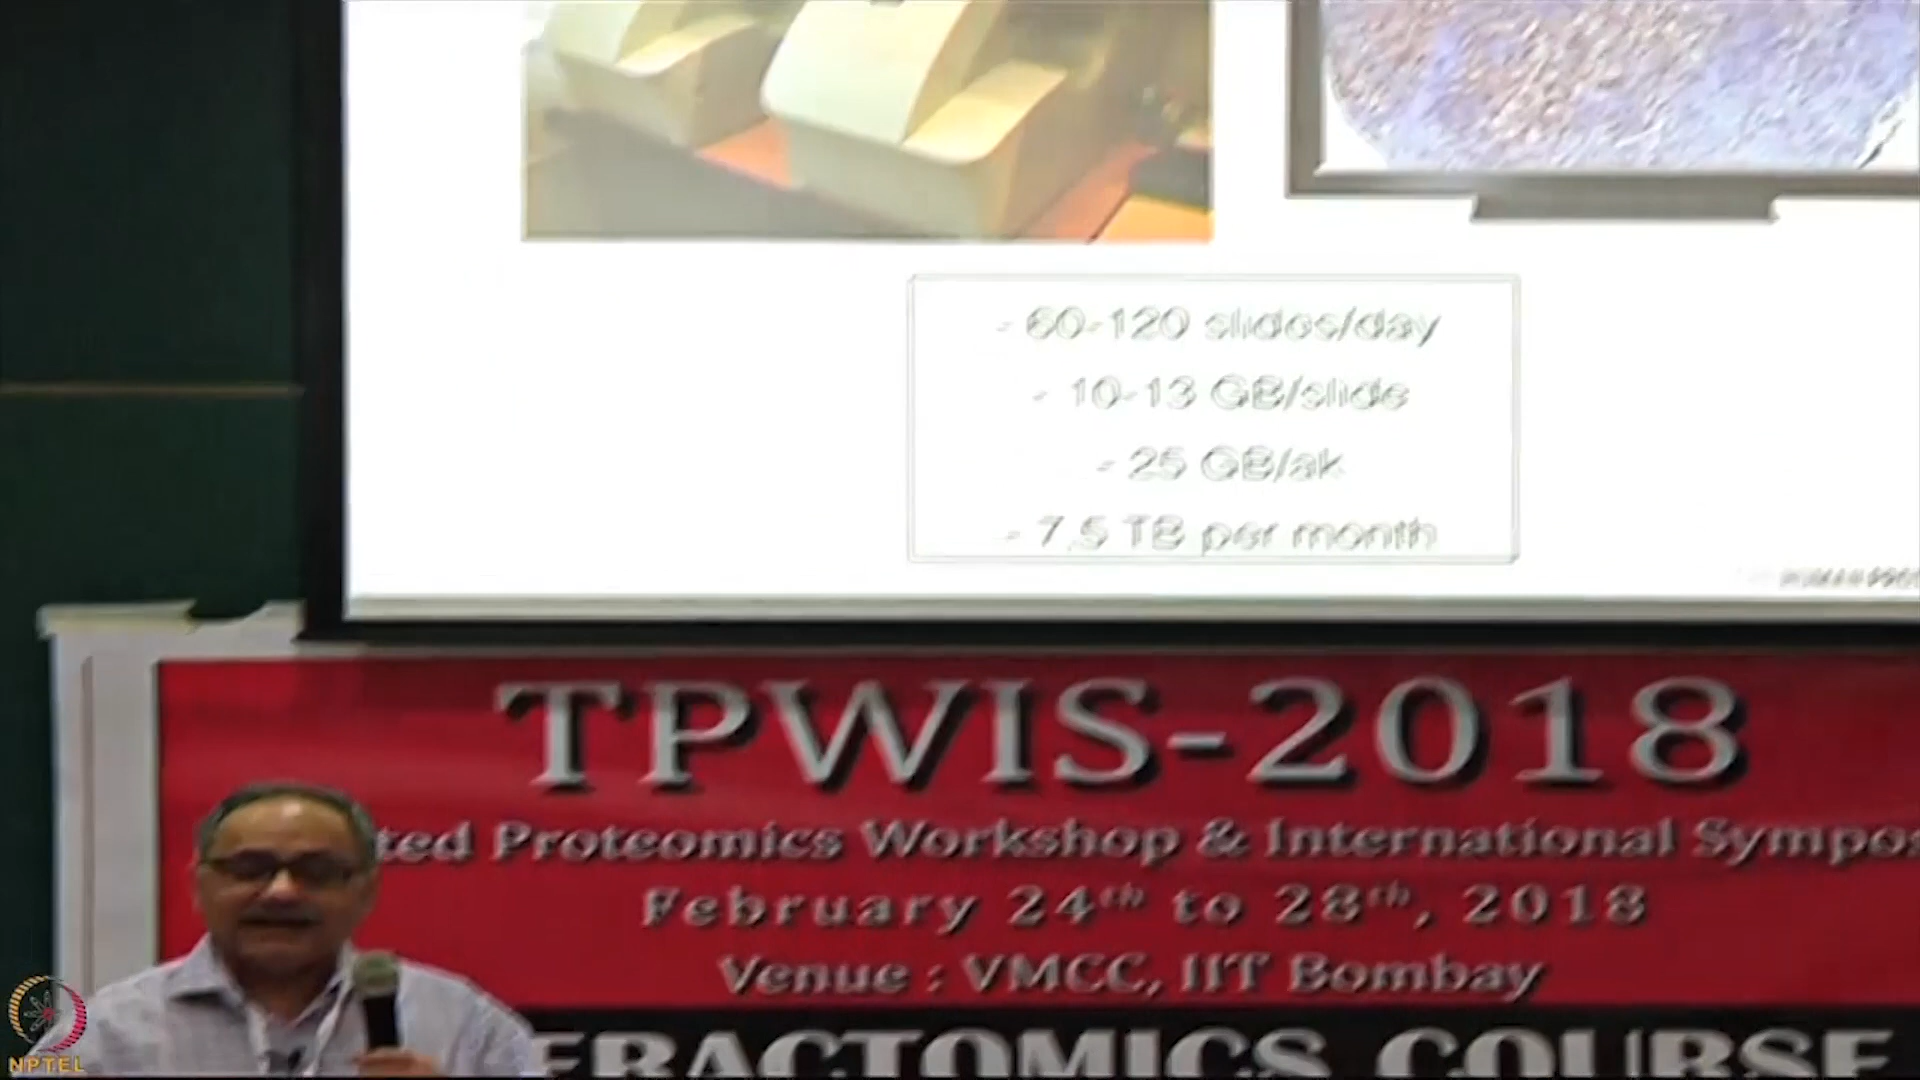 - 60-120 slides/day
- 10-13 GB/slide
- 25 GB/ak
- 7,5 TB per month
TPWIS-2018
ted Proteomics Workshop & International Sympos
February 24th to 28th, 2018
Venue : VMCC, IIT Bombay
ERACTOMICS COURSE
NPTEL